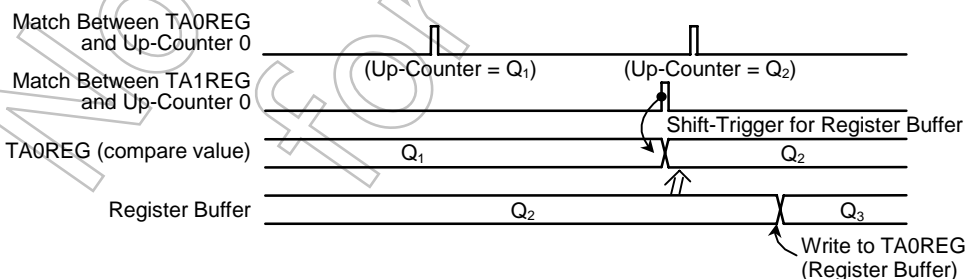 Match Between TA0REG
and Up-Counter 0
(Up-Counter = Q1)
(Up-Counter = Q2)
Match Between TA1REG
and Up-Counter 0
Shift-Trigger for Register Buffer
TA0REG (compare value)
Q1
Q2
Register Buffer
Q2
Q3
Write to TA0REG
(Register Buffer)